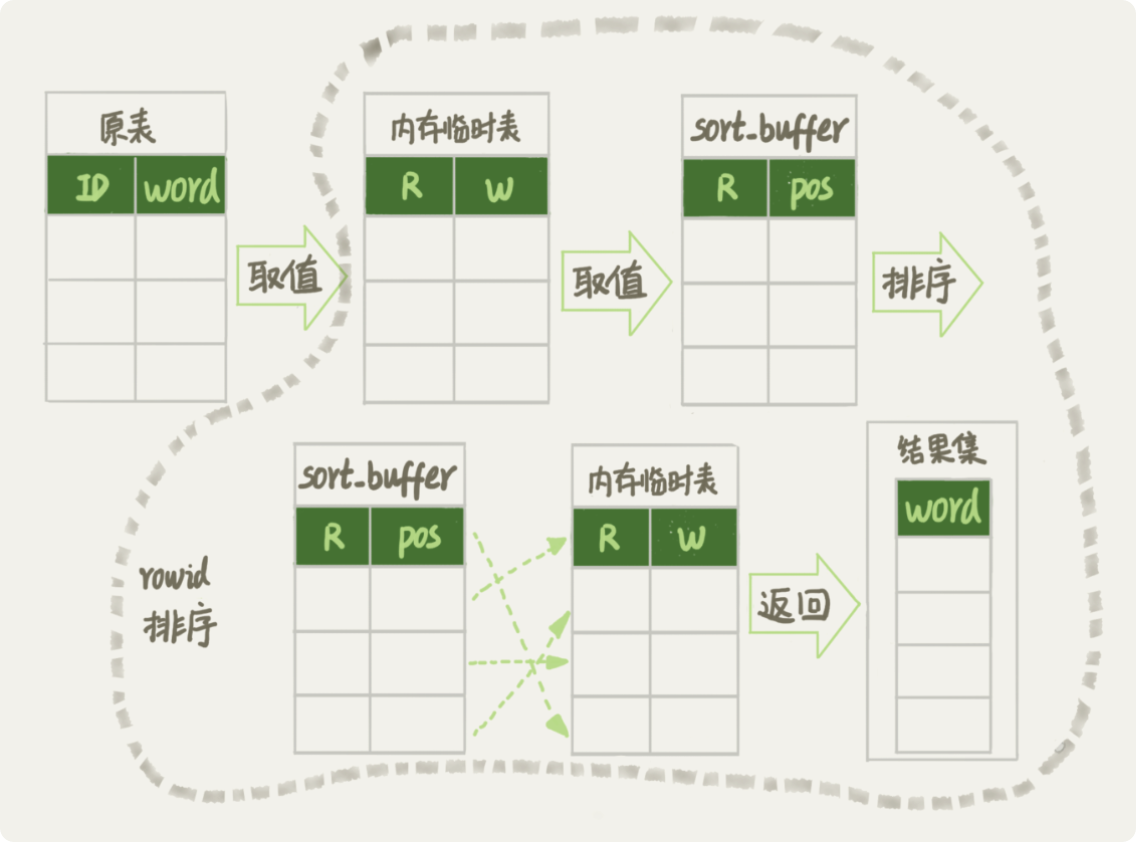 原表
ID word
取值
内存临时表
R W
取值
sort_buffer
R pos
排序
rowid
排序
sort_buffer
R pos
内存临时表
R W
返回
结果集
word